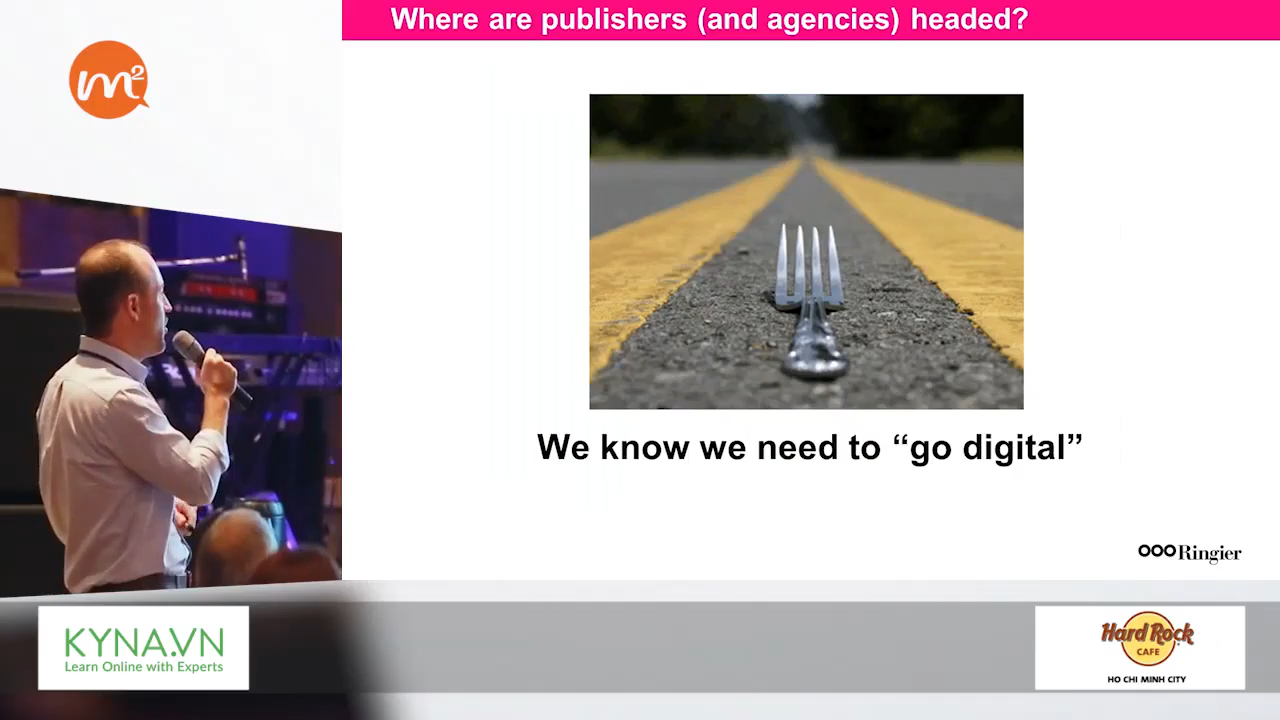 Where are publishers (and agencies) headed?
m²
We know we need to “go digital”
Ringier
KYNA.VN
Learn Online with Experts
Hard Rock
CAFE
HO CHI MINH CITY